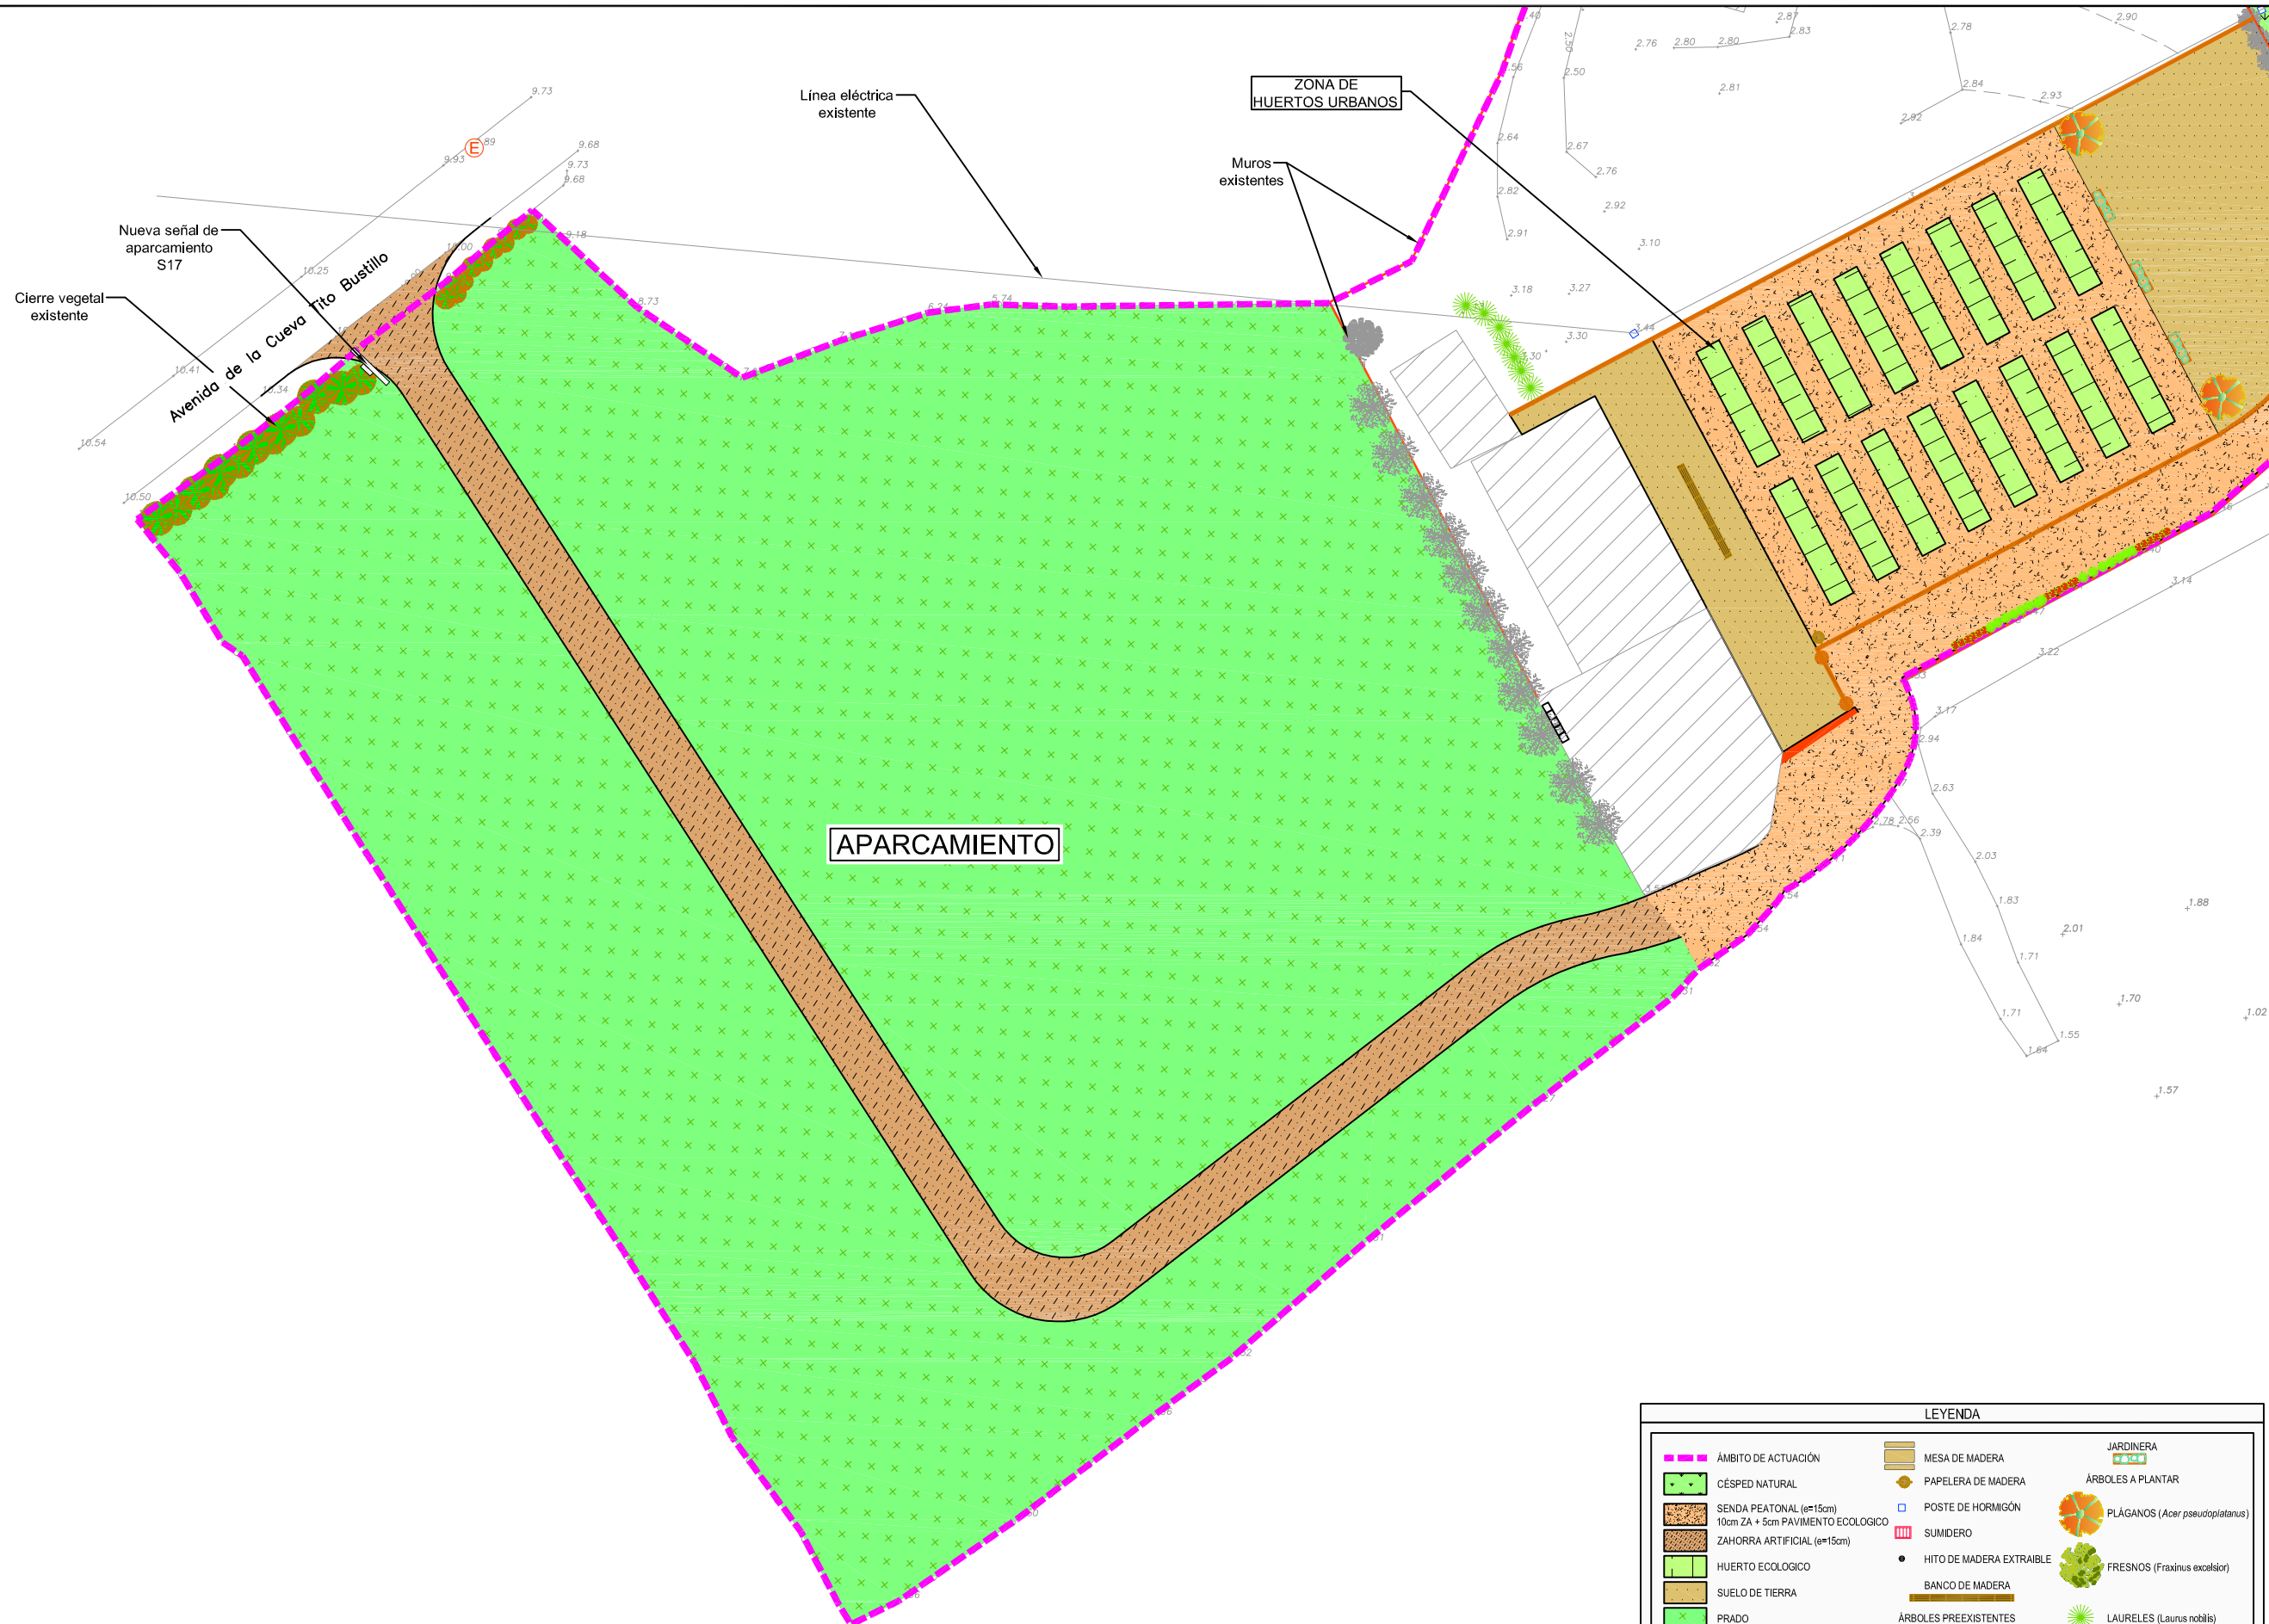 Línea eléctrica
existente
ZONA DE
HUERTOS URBANOS
Muros
existentes
Nueva señal de
aparcamiento
S17
Cierre vegetal
existente
Avenida de la Cueva Tito Bustillo
E
APARCAMIENTO
9.73
9.93
9.68
9.73
9.68
9.18
10.00
10.25
10.41
10.34
10.54
10.50
8.73
6.24
5.74
2.50
2.50
2.76
2.80
2.80
2.87
2.83
2.81
2.78
2.90
2.84
2.93
2.92
2.64
2.67
2.76
2.82
2.92
2.91
3.10
3.18
3.27
3.30
3.30
3.44
3.14
3.22
3.17
2.94
2.63
2.78
2.56
2.39
2.03
1.83
1.88
2.01
1.84
1.71
1.70
1.02
1.71
1.55
1.64
1.57
LEYENDA
ÁMBITO DE ACTUACIÓN
CÉSPED NATURAL
SENDA PEATONAL (e=15cm)
10cm ZA + 5cm PAVIMENTO ECOLOGICO
ZAHORRA ARTIFICIAL (e=15cm)
HUERTO ECOLOGICO
SUELO DE TIERRA
PRADO
MESA DE MADERA
PAPELERA DE MADERA
POSTE DE HORMIGÓN
SUMIDERO
HITO DE MADERA EXTRAIBLE
BANCO DE MADERA
ÁRBOLES PREEXISTENTES
JARDINERA
ÁRBOLES A PLANTAR
PLÁGANOS (Acer pseudoplatanus)
FRESNOS (Fraxinus excelsior)
LAURELES (Laurus nobilis)